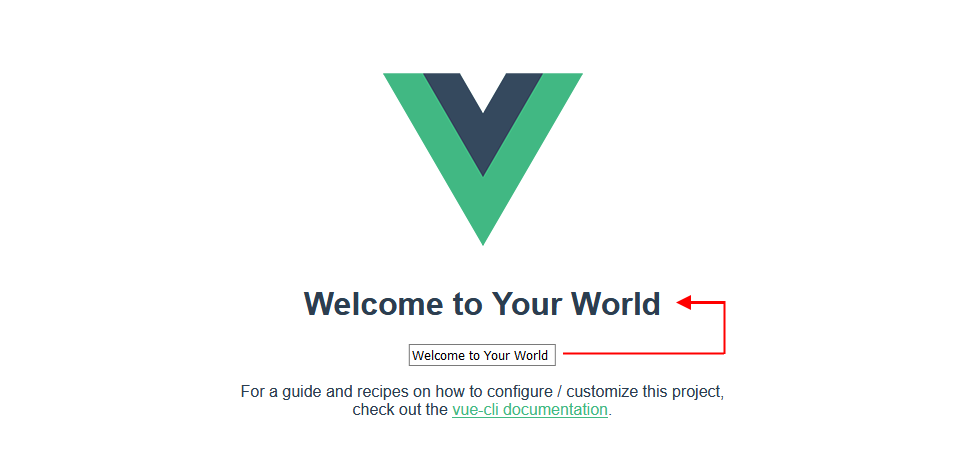 Welcome to Your World
Welcome to Your World
For a guide and recipes on how to configure / customize this project,
check out the vue-cli documentation.